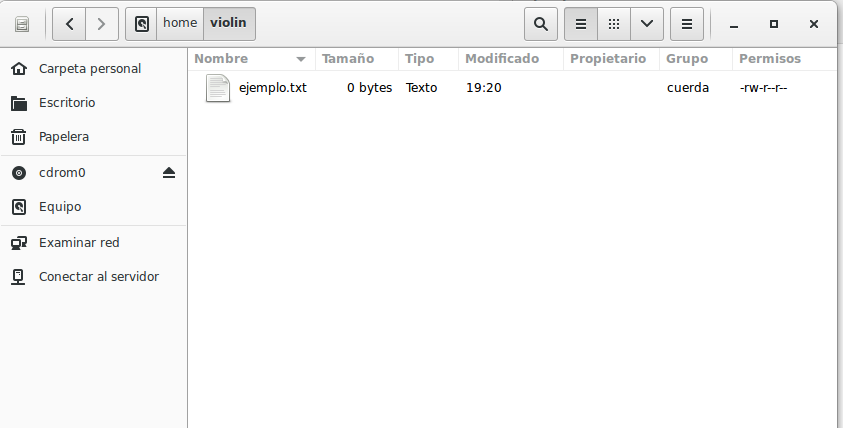 home violin
Nombre Tamaño Tipo Modificado Propietario Grupo Permisos
ejemplo.txt 0 bytes Texto 19:20 cuerda -rw-r--r--
Carpeta personal
Escritorio
Papelera
cdrom0
Equipo
Examinar red
Conectar al servidor